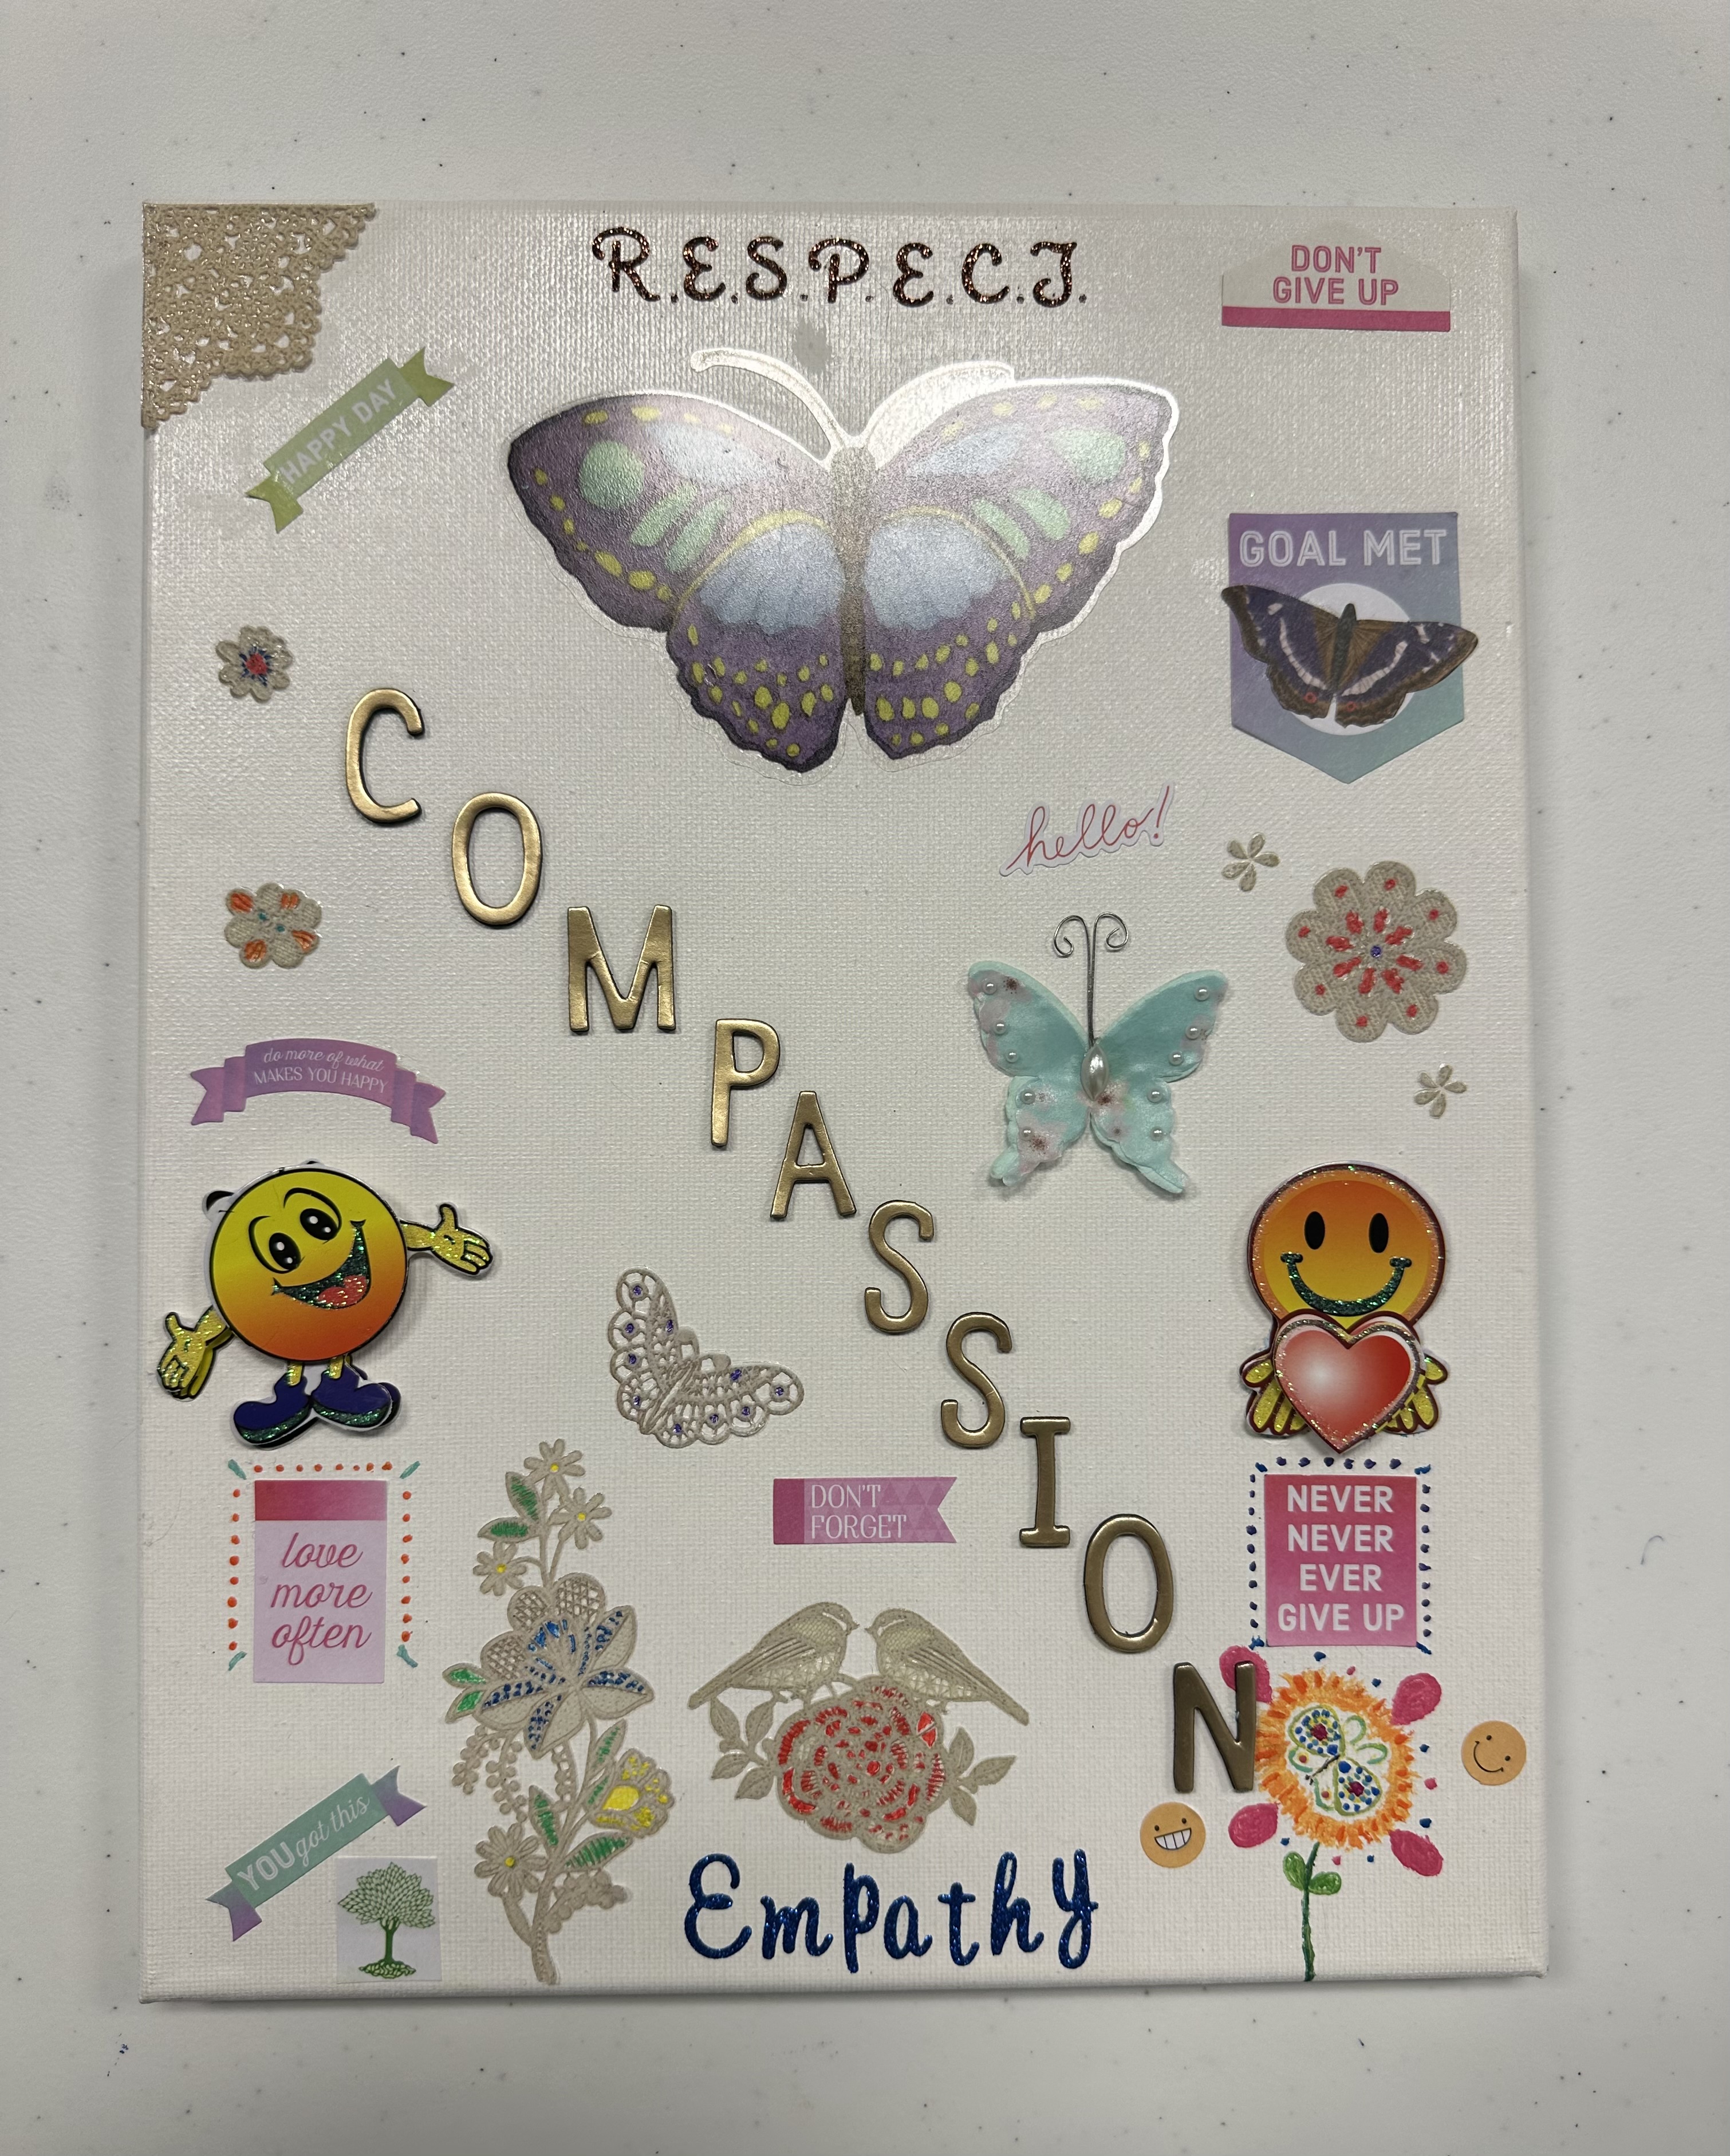 R.E.S.P.E.C.T.
DON'T
GIVE UP
HAPPY DAY
GOAL MET
hello!
COMPASSION
do more of what
MAKES YOU HAPPY
DON'T
FORGET
love
more
often
NEVER
NEVER
EVER
GIVE UP
YOU got this
Empathy